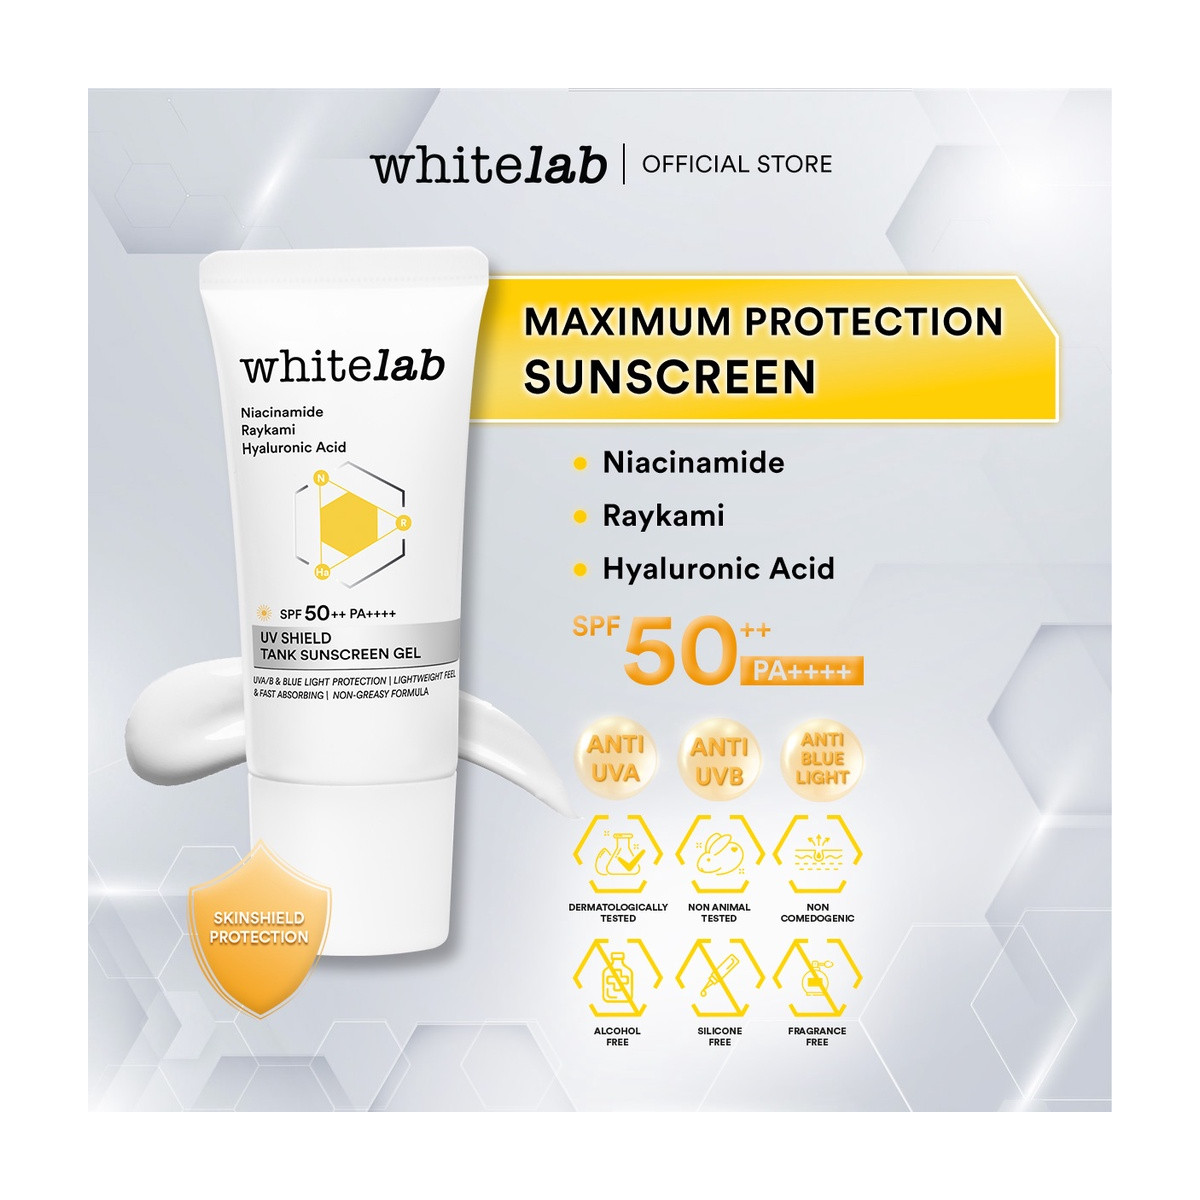 whitelab | OFFICIAL STORE
MAXIMUM PROTECTION
SUNSCREEN
Niacinamide
Raykami
Hyaluronic Acid
SPF 50++
PA++++
ANTI
UVA
ANTI
UVB
ANTI
BLUE
LIGHT
DERMATOLOGICALLY
TESTED
NON ANIMAL
TESTED
NON
COMEDOGENIC
ALCOHOL
FREE
SILICONE
FREE
FRAGRANCE
FREE
whitelab
Niacinamide
Raykami
Hyaluronic Acid
N
R
Ha
SPF 50++ PA++++
UV SHIELD
TANK SUNSCREEN GEL
UVA/B & BLUE LIGHT PROTECTION | LIGHTWEIGHT FEEL
& FAST ABSORBING | NON-GREASY FORMULA
SKINSHIELD
PROTECTION